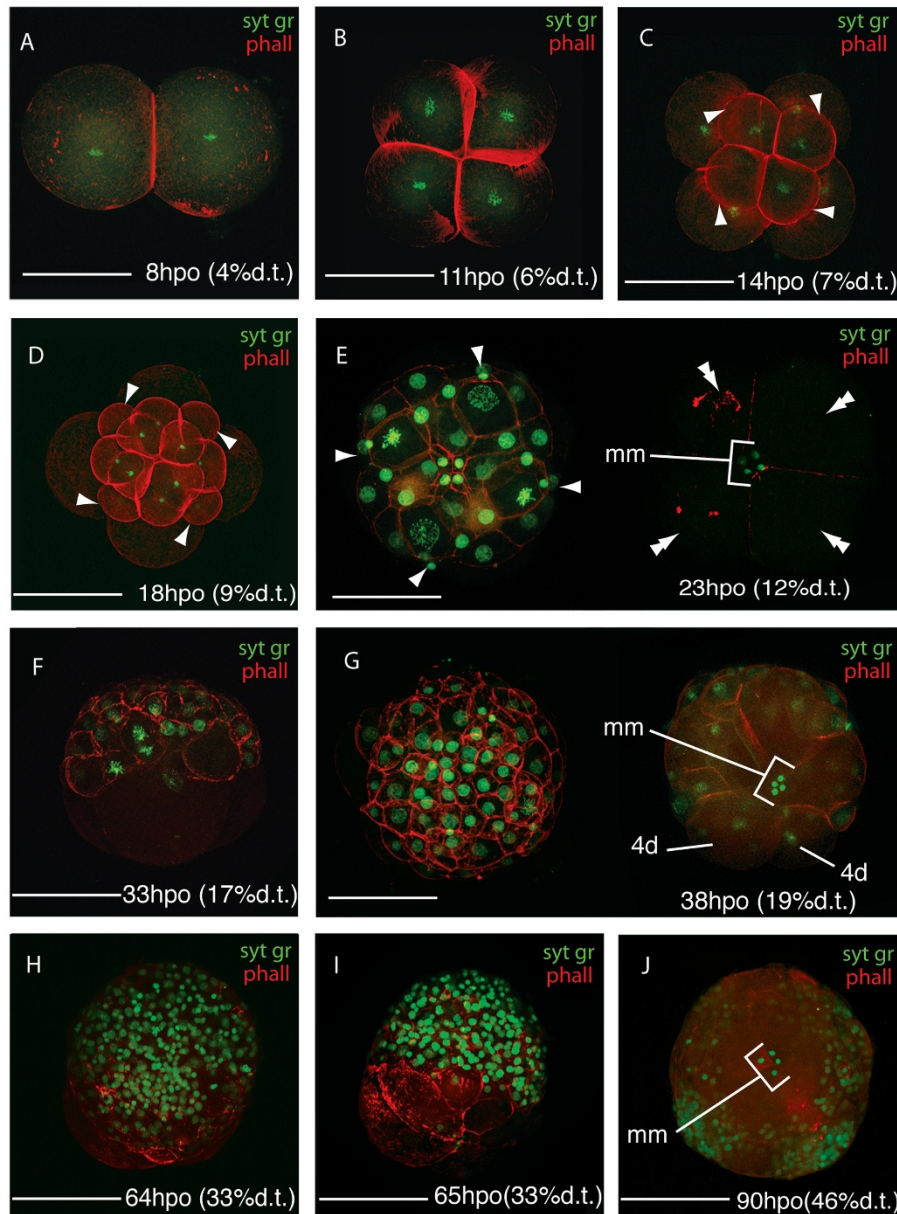 A
syt gr
phall
8hpo (4%d.t.)
B
syt gr
phall
11hpo (6%d.t.)
C
syt gr
phall
14hpo (7%d.t.)
D
syt gr
phall
18hpo (9%d.t.)
E
syt gr
phall
mm
23hpo (12%d.t.)
F
syt gr
phall
33hpo (17%d.t.)
G
syt gr
phall
mm
4d
4d
38hpo (19%d.t.)
H
syt gr
phall
64hpo (33%d.t.)
I
syt gr
phall
65hpo(33%d.t.)
J
syt gr
phall
mm
90hpo(46%d.t.)